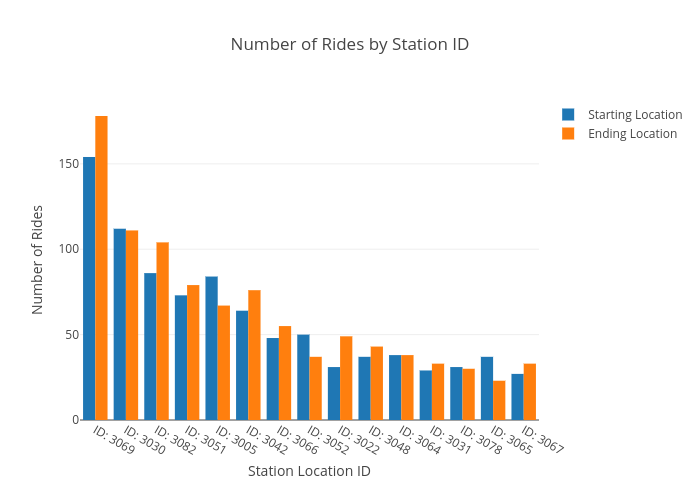 Number of Rides by Station ID
Starting Location
Ending Location
Number of Rides
150
100
50
0
ID: 3069
ID: 3030
ID: 3082
ID: 3051
ID: 3005
ID: 3042
ID: 3066
ID: 3052
ID: 3022
ID: 3048
ID: 3064
ID: 3031
ID: 3078
ID: 3065
ID: 3067
Station Location ID